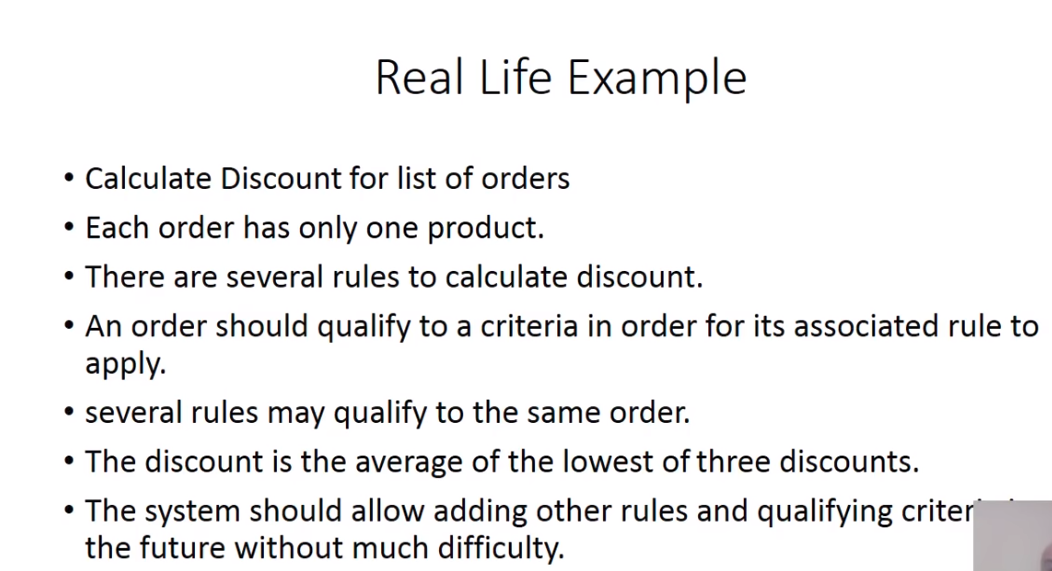 Real Life Example
• Calculate Discount for list of orders
• Each order has only one product.
• There are several rules to calculate discount.
• An order should qualify to a criteria in order for its associated rule to
apply.
• several rules may qualify to the same order.
• The discount is the average of the lowest of three discounts.
• The system should allow adding other rules and qualifying
the future without much difficulty.